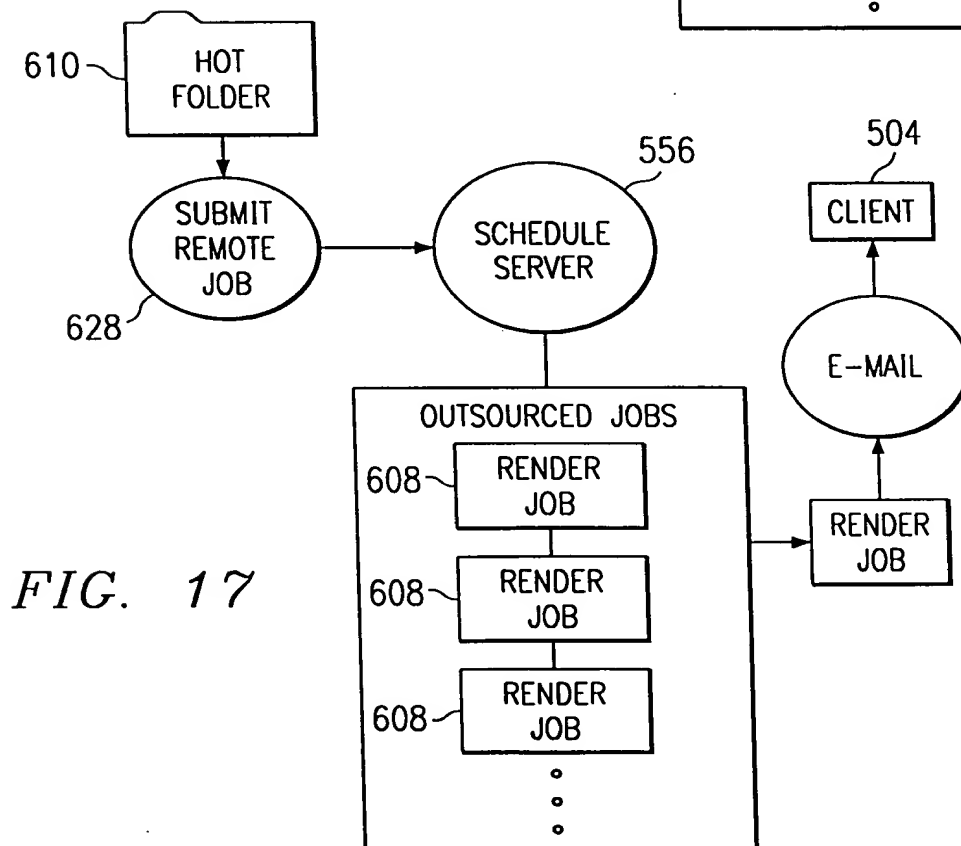 610
HOT
FOLDER
SUBMIT
REMOTE
JOB
628
SCHEDULE
SERVER
556
504
CLIENT
E-MAIL
RENDER
JOB
OUTSOURCED JOBS
608
RENDER
JOB
608
RENDER
JOB
608
RENDER
JOB
FIG. 17